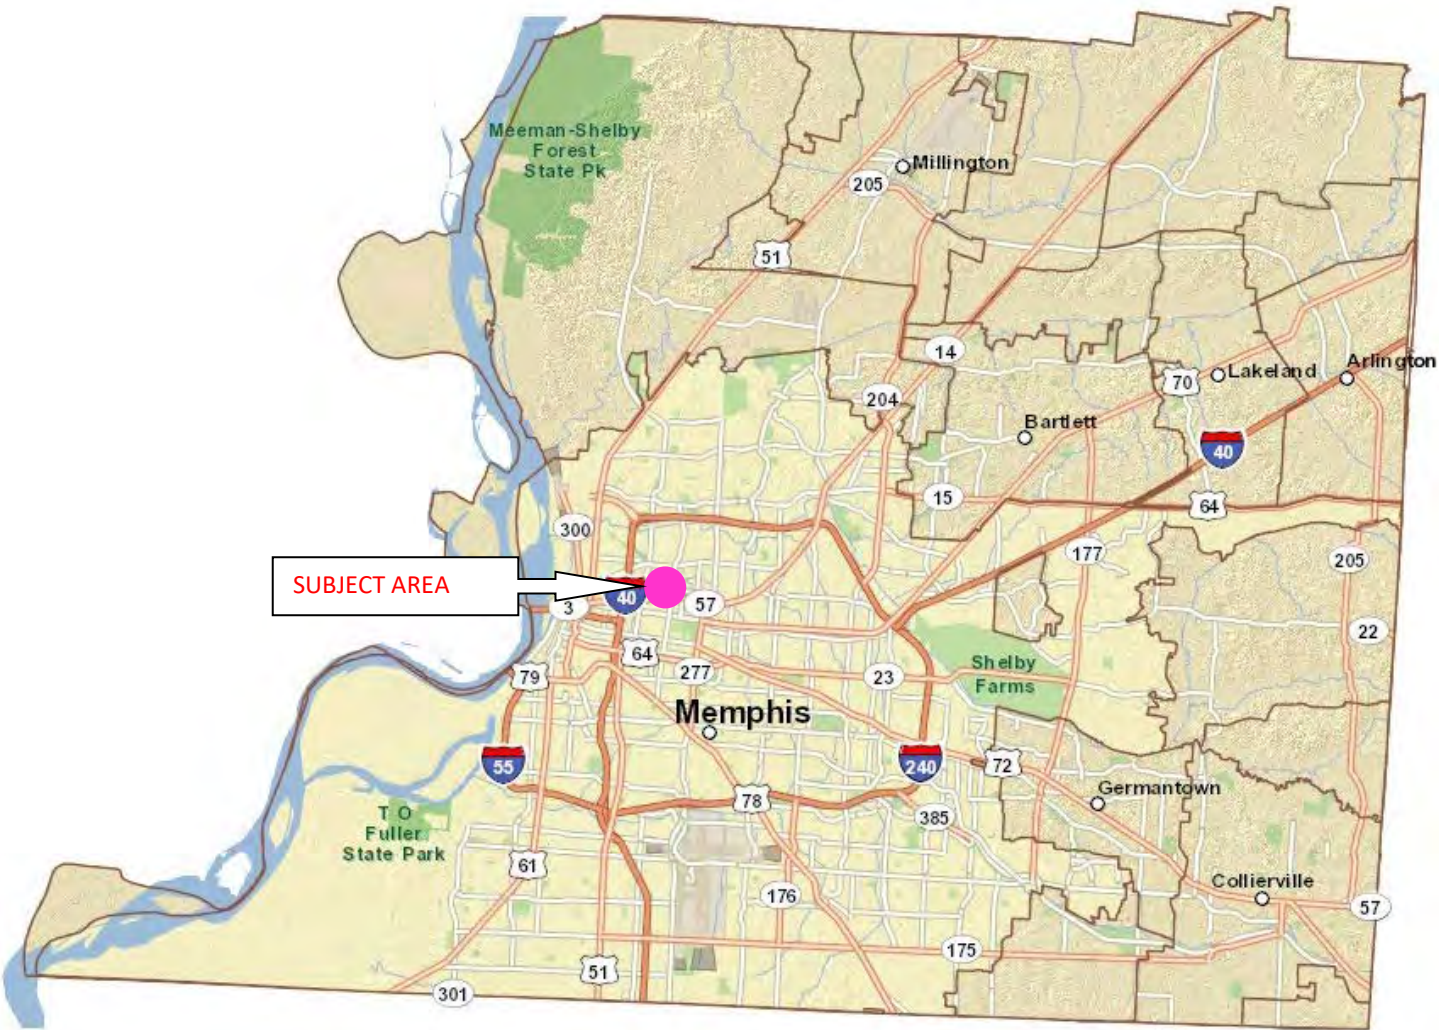 Meeman-Shelby
Forest
State Pk
Millington
205
51
14
70
Lakeland
Arlington
204
Bartlett
40
15
64
300
177
205
SUBJECT AREA
40
57
3
22
64
79
277
23
Shelby
Farms
Memphis
55
240
72
78
Germantown
385
T O
Fuller
State Park
61
176
Collierville
57
175
51
301